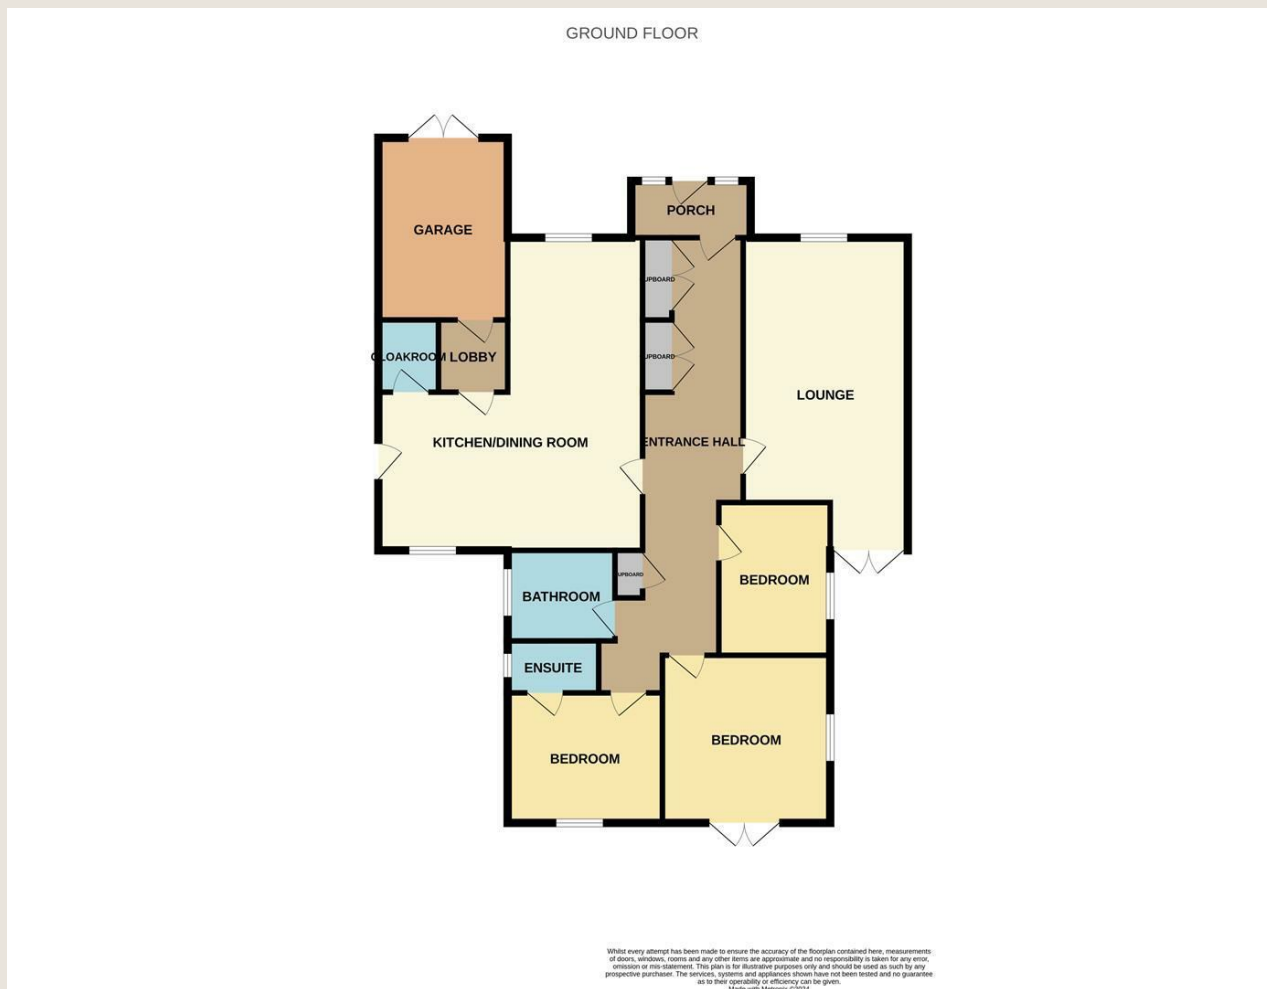 GROUND FLOOR
PORCH
GARAGE
UPBOARD
CLOAKROOM
LOBBY
UPBOARD
LOUNGE
KITCHEN/DINING ROOM
ENTRANCE HALL
UPBOARD
BEDROOM
BATHROOM
ENSUITE
BEDROOM
BEDROOM
Whilst every attempt has been made to ensure the accuracy of the floorplan contained here, measurements
of doors, windows, rooms and any other items are approximate and no responsibility is taken for any error,
omission or mis-statement. This plan is for illustrative purposes only and should be used as such by any
prospective purchaser. The services, systems and appliances shown have not been tested and no guarantee
as to their operability or efficiency can be given.
Made with Metropix ©2024